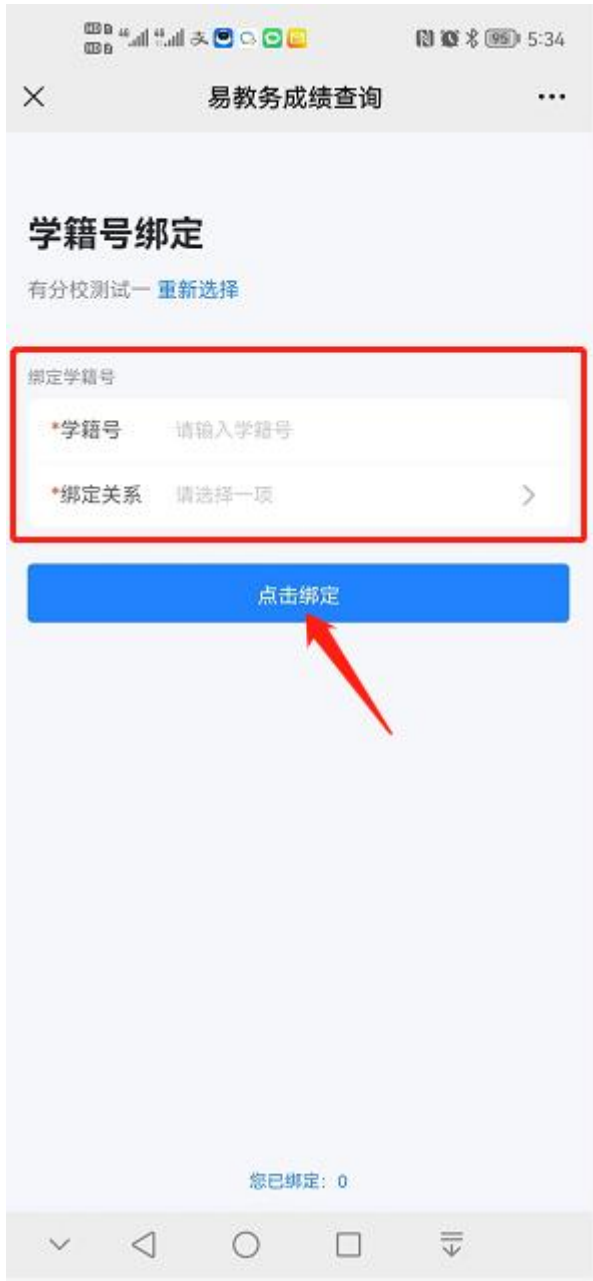 95 5:34
易教务成绩查询
学籍号绑定
有分校测试一 重新选择
绑定学籍号
*学籍号 请输入学籍号
*绑定关系 请选择一项
点击绑定
您已绑定：0